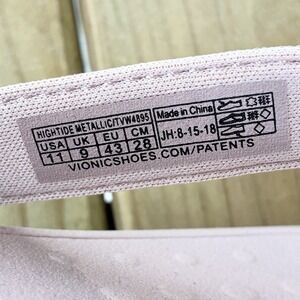 HIGHTIDE METALLIC/TVW4895
USA UK EU CM
11 9 43 28
Made in China
JH:8-15-18
VIONICSHOES.COM/PATENTS